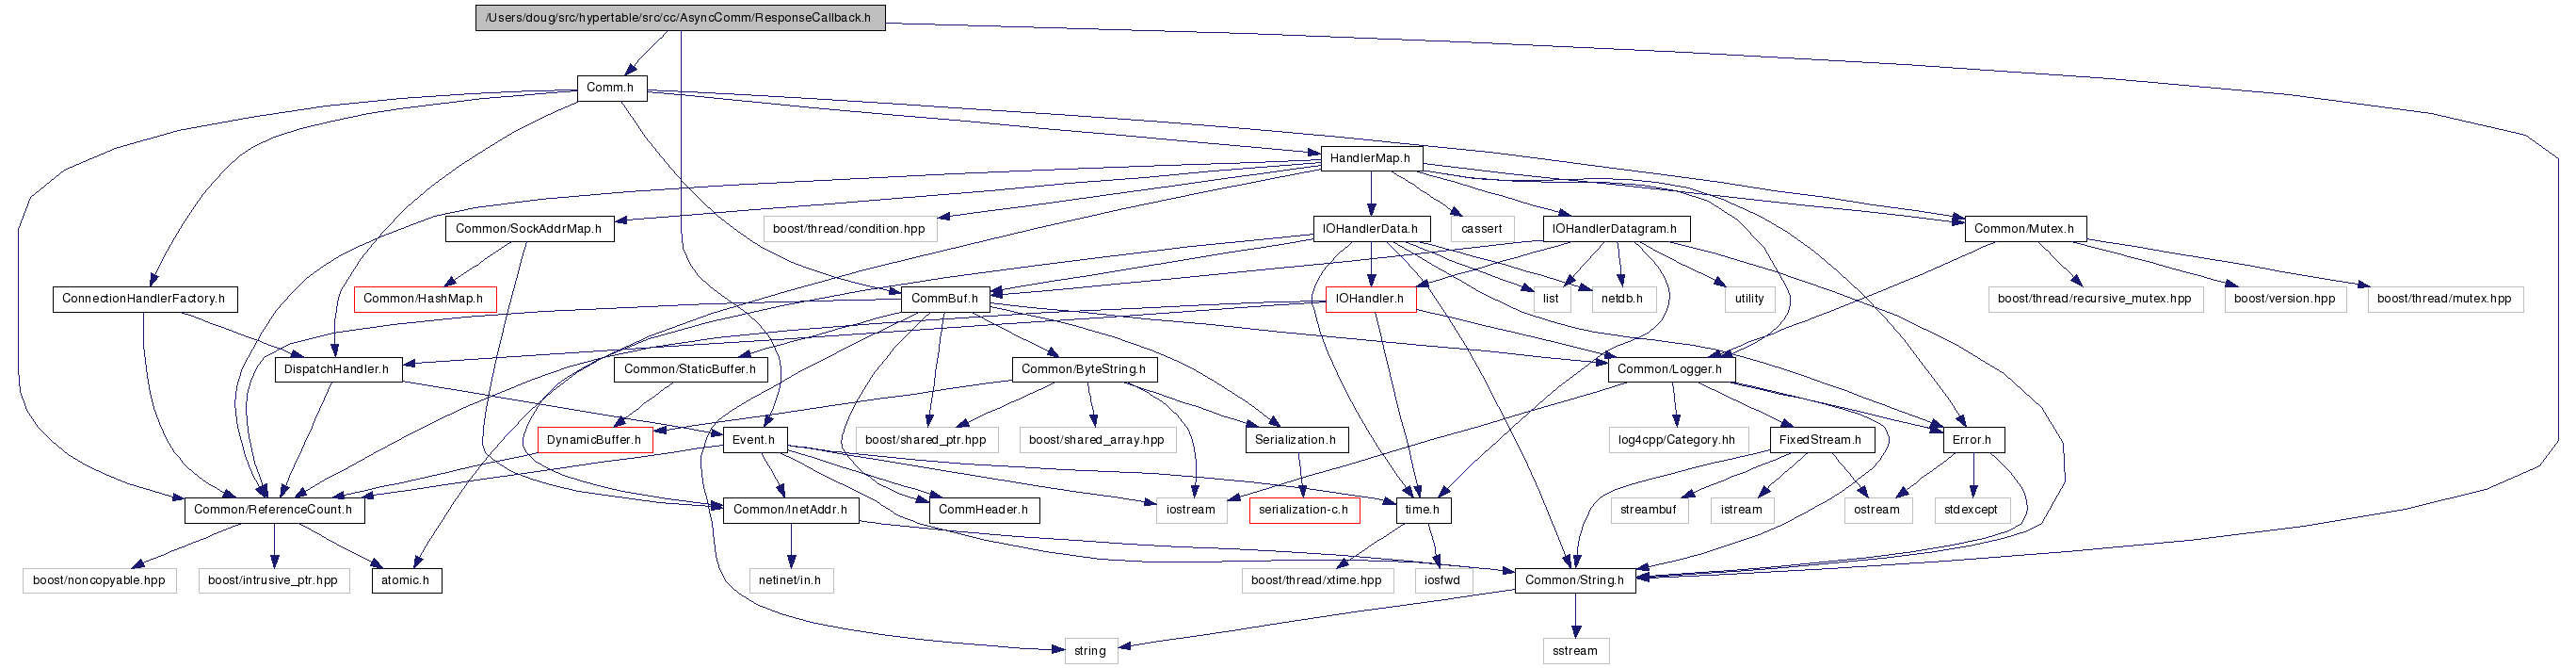 /Users/doug/src/hypertable/src/cc/AsyncComm/ResponseCallback.h
Comm.h
HandlerMap.h
Common/SockAddrMap.h
boost/thread/condition.hpp
IOHandlerData.h
cassert
IOHandlerDatagram.h
Common/Mutex.h
ConnectionHandlerFactory.h
Common/HashMap.h
CommBuf.h
IOHandler.h
list
netdb.h
utility
boost/thread/recursive_mutex.hpp
boost/version.hpp
boost/thread/mutex.hpp
DispatchHandler.h
Common/StaticBuffer.h
Common/ByteString.h
Common/Logger.h
DynamicBuffer.h
Event.h
boost/shared_ptr.hpp
boost/shared_array.hpp
Serialization.h
log4cpp/Category.hh
FixedStream.h
Error.h
Common/ReferenceCount.h
Common/InetAddr.h
CommHeader.h
iostream
serialization-c.h
time.h
streambuf
istream
ostream
stdexcept
boost/noncopyable.hpp
boost/intrusive_ptr.hpp
atomic.h
netinet/in.h
boost/thread/xtime.hpp
iosfwd
Common/String.h
string
sstream